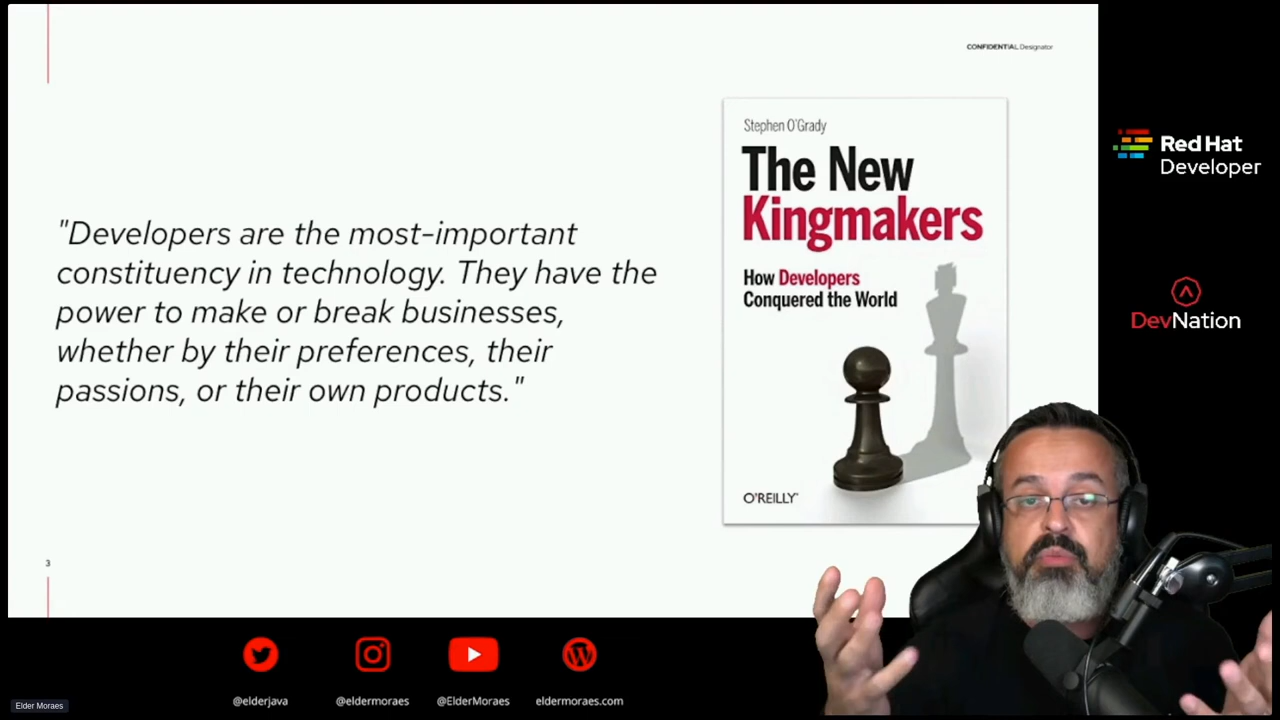 CONFIDENTIAL Designator
"Developers are the most-important
constituency in technology. They have the
power to make or break businesses,
whether by their preferences, their
passions, or their own products."
Stephen O'Grady
The New
Kingmakers
How Developers
Conquered the World
O'REILLY
3
Red Hat
Developer
DevNation
@elderjava
@eldermoraes
@ElderMoraes
eldermoraes.com
Elder Moraes